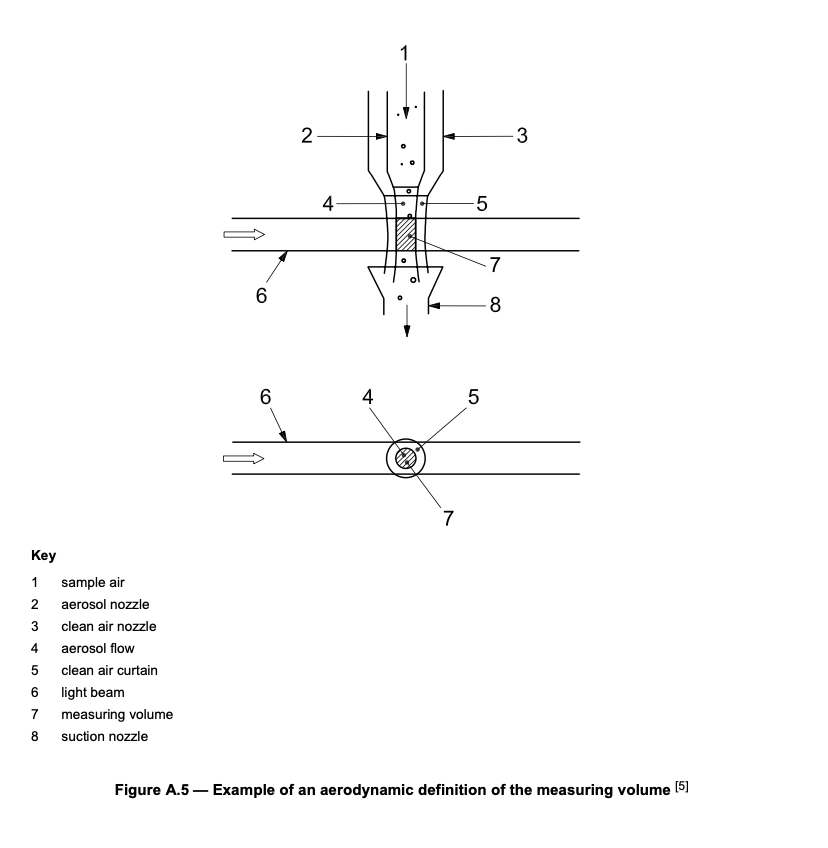 1
2
3
4
5
7
6
8
6
4
5
7
Key
1 sample air
2 aerosol nozzle
3 clean air nozzle
4 aerosol flow
5 clean air curtain
6 light beam
7 measuring volume
8 suction nozzle
Figure A.5 — Example of an aerodynamic definition of the measuring volume [5]